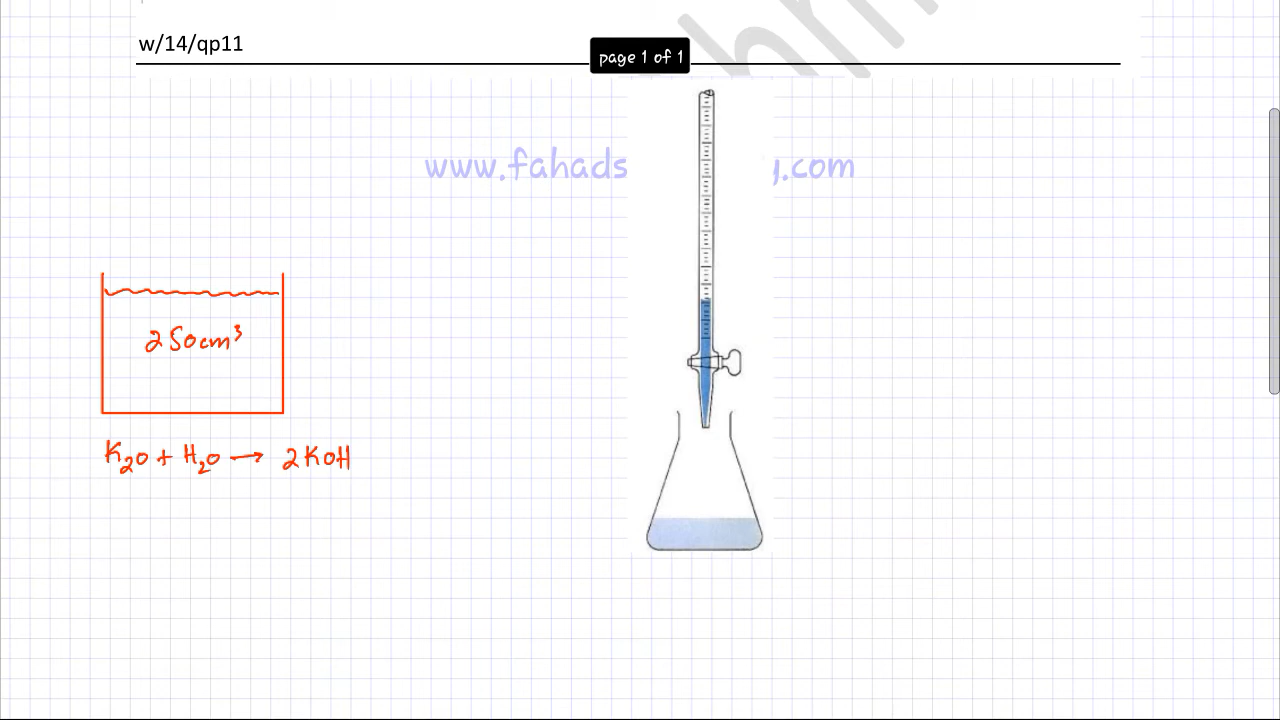 w/14/qp11
page 1 of 1
www.fahads
y.com
250cm³
K₂O + H₂O → 2KOH